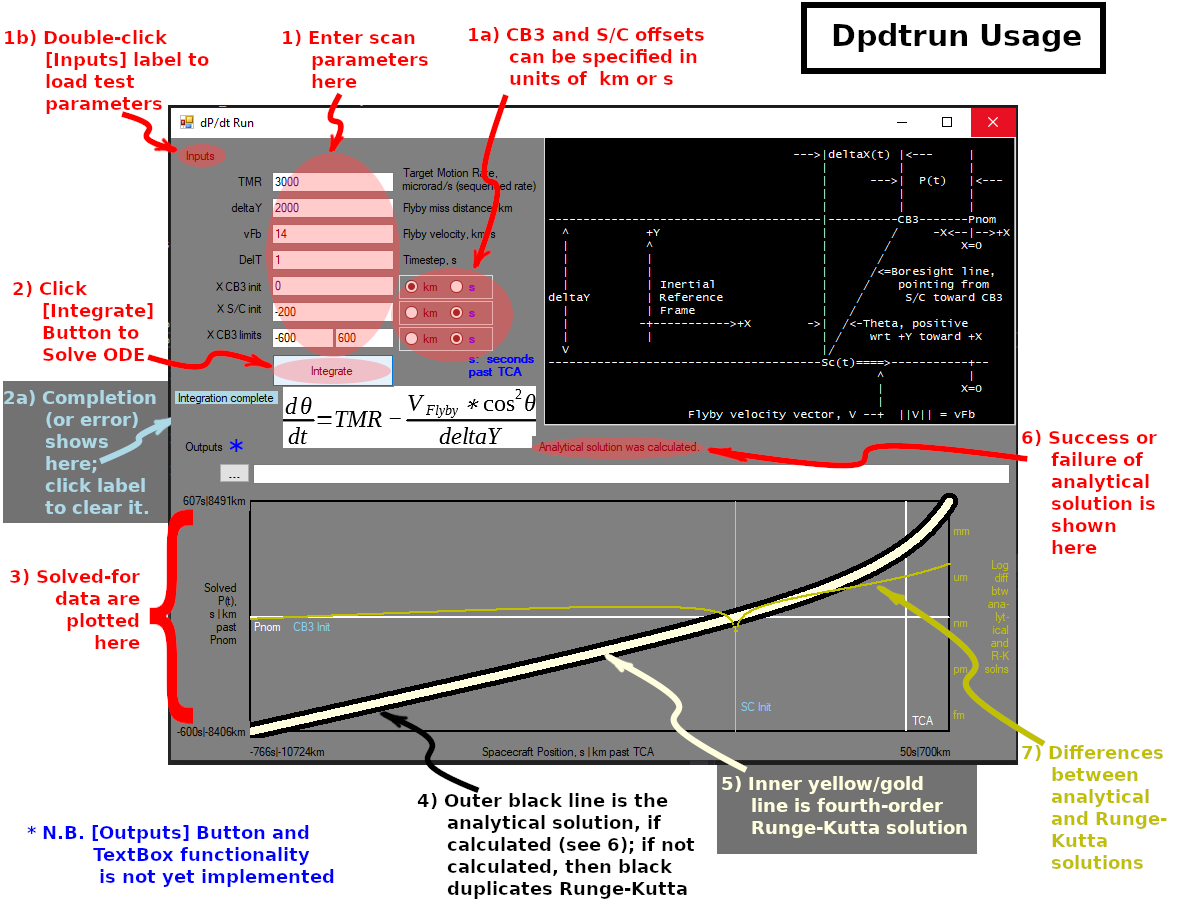 Dpdtrun Usage
1b) Double-click
[Inputs] label to
load test
parameters
1) Enter scan
parameters
here
1a) CB3 and S/C offsets
can be specified in
units of  km or s
dP/dt Run
Inputs
TMR
3000
Target Motion Rate,
microrad/s (sequenced rate)
deltaY
2000
Flyby miss distance, km
vFb
14
Flyby velocity, km/s
DelT
1
Timestep, s
X CB3 init
0
km
s
X S/C init
-200
km
s
X CB3 limits
-600
600
km
s
s:  seconds
past  TCA
Integrate
--->|deltaX(t) |<---
--->|  P(t)   |<---
CB3
Pnom
-X<--|-->+X
X=0
^
+Y
^
/<=Boresight line,
pointing from
S/C toward CB3
deltaY
Inertial
Reference
Frame
-+----------->+X
->|
/<-Theta, positive
wrt +Y toward +X
V
Sc(t)====>
X=0
Flyby velocity vector, V --+  ||V|| = vFb
2) Click
[Integrate]
Button to
Solve ODE
2a) Completion
(or error)
shows
here;
click label
to clear it.
Integration complete
dθ/dt=TMR − V Flyby * cos²θ / deltaY
Outputs *
Analytical solution was calculated.
...
6) Success or
failure of
analytical
solution is
shown
here
3) Solved-for
data are
plotted
here
607s|8491km
Solved
P(t),
s | km
past
Pnom
-600s|-8406km
Pnom
CB3 Init
SC Init
TCA
-766s|-10724km
Spacecraft Position, s | km past TCA
50s|700km
mm
um
nm
pm
fm
Log
diff
btw
ana-
lyt-
ical
and
R-K
solns
4) Outer black line is the
analytical solution, if
calculated (see 6); if not
calculated, then black
duplicates Runge-Kutta
5) Inner yellow/gold
line is fourth-order
Runge-Kutta solution
7) Differences
between
analytical
and Runge-
Kutta
solutions
* N.B. [Outputs] Button and
TextBox functionality
is not yet implemented